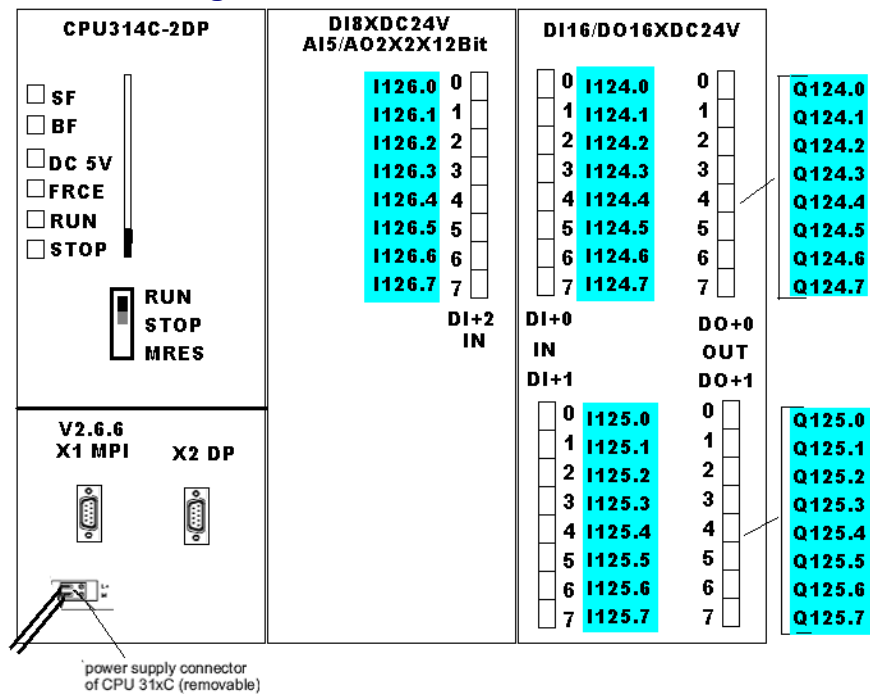 CPU314C-2DP
SF
BF
DC 5V
FRCE
RUN
STOP
RUN
STOP
MRES
V2.6.6
X1 MPI
X2 DP
L+
M
power supply connector
of CPU 31xC (removable)
DI8XDC24V
AI5/AO2X2X12Bit
I126.0 0
I126.1 1
I126.2 2
I126.3 3
I126.4 4
I126.5 5
I126.6 6
I126.7 7
DI+2
IN
DI16/DO16XDC24V
0 I124.0 0 Q124.0
1 I124.1 1 Q124.1
2 I124.2 2 Q124.2
3 I124.3 3 Q124.3
4 I124.4 4 Q124.4
5 I124.5 5 Q124.5
6 I124.6 6 Q124.6
7 I124.7 7 Q124.7
DI+0 DO+0
IN OUT
DI+1 DO+1
0 I125.0 0 Q125.0
1 I125.1 1 Q125.1
2 I125.2 2 Q125.2
3 I125.3 3 Q125.3
4 I125.4 4 Q125.4
5 I125.5 5 Q125.5
6 I125.6 6 Q125.6
7 I125.7 7 Q125.7